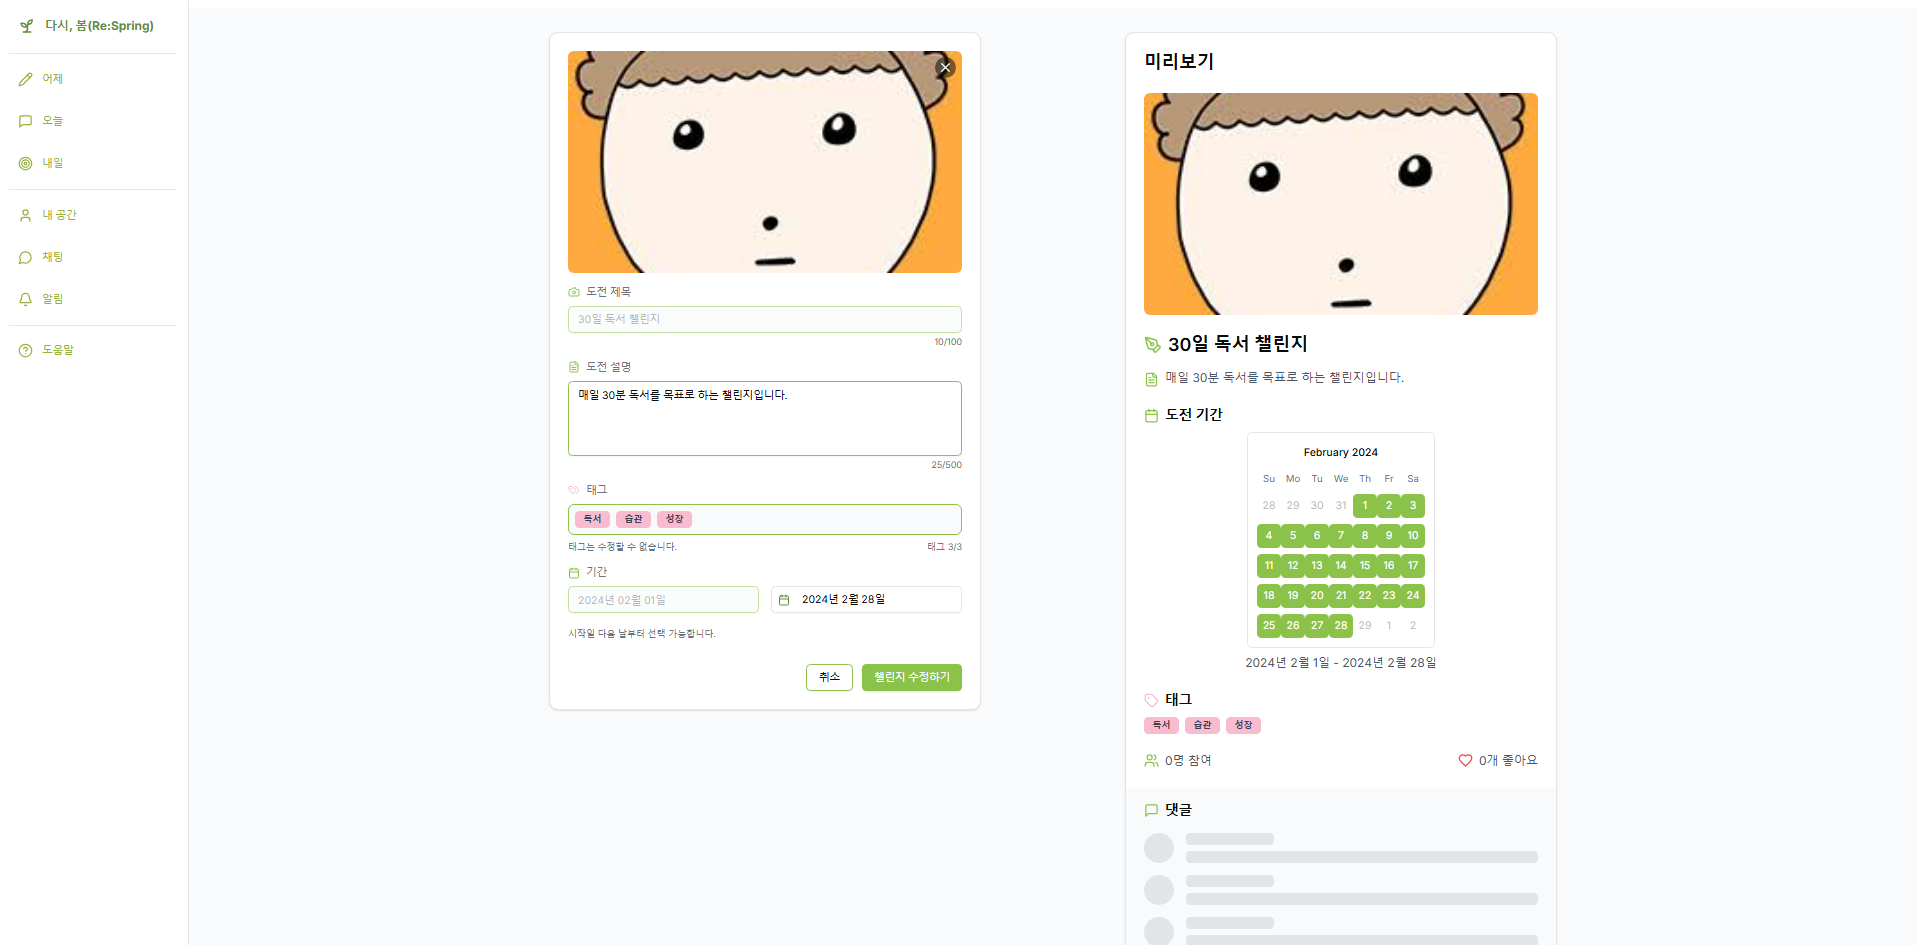 다시, 봄(Re:Spring)
어제
오늘
내일
내 공간
채팅
알림
도움말
도전 제목
30일 독서 챌린지
10/100
도전 설명
매일 30분 독서를 목표로 하는 챌린지입니다.
25/500
태그
독서 습관 성장
태그는 수정할 수 없습니다. 태그 3/3
기간
2024년 02월 01일 2024년 2월 28일
시작일 다음 날부터 선택 가능합니다.
취소 챌린지 수정하기
미리보기
30일 독서 챌린지
매일 30분 독서를 목표로 하는 챌린지입니다.
도전 기간
February 2024
Su Mo Tu We Th Fr Sa
28 29 30 31 1 2 3
4 5 6 7 8 9 10
11 12 13 14 15 16 17
18 19 20 21 22 23 24
25 26 27 28 29 1 2
2024년 2월 1일 - 2024년 2월 28일
태그
독서 습관 성장
0명 참여 0개 좋아요
댓글